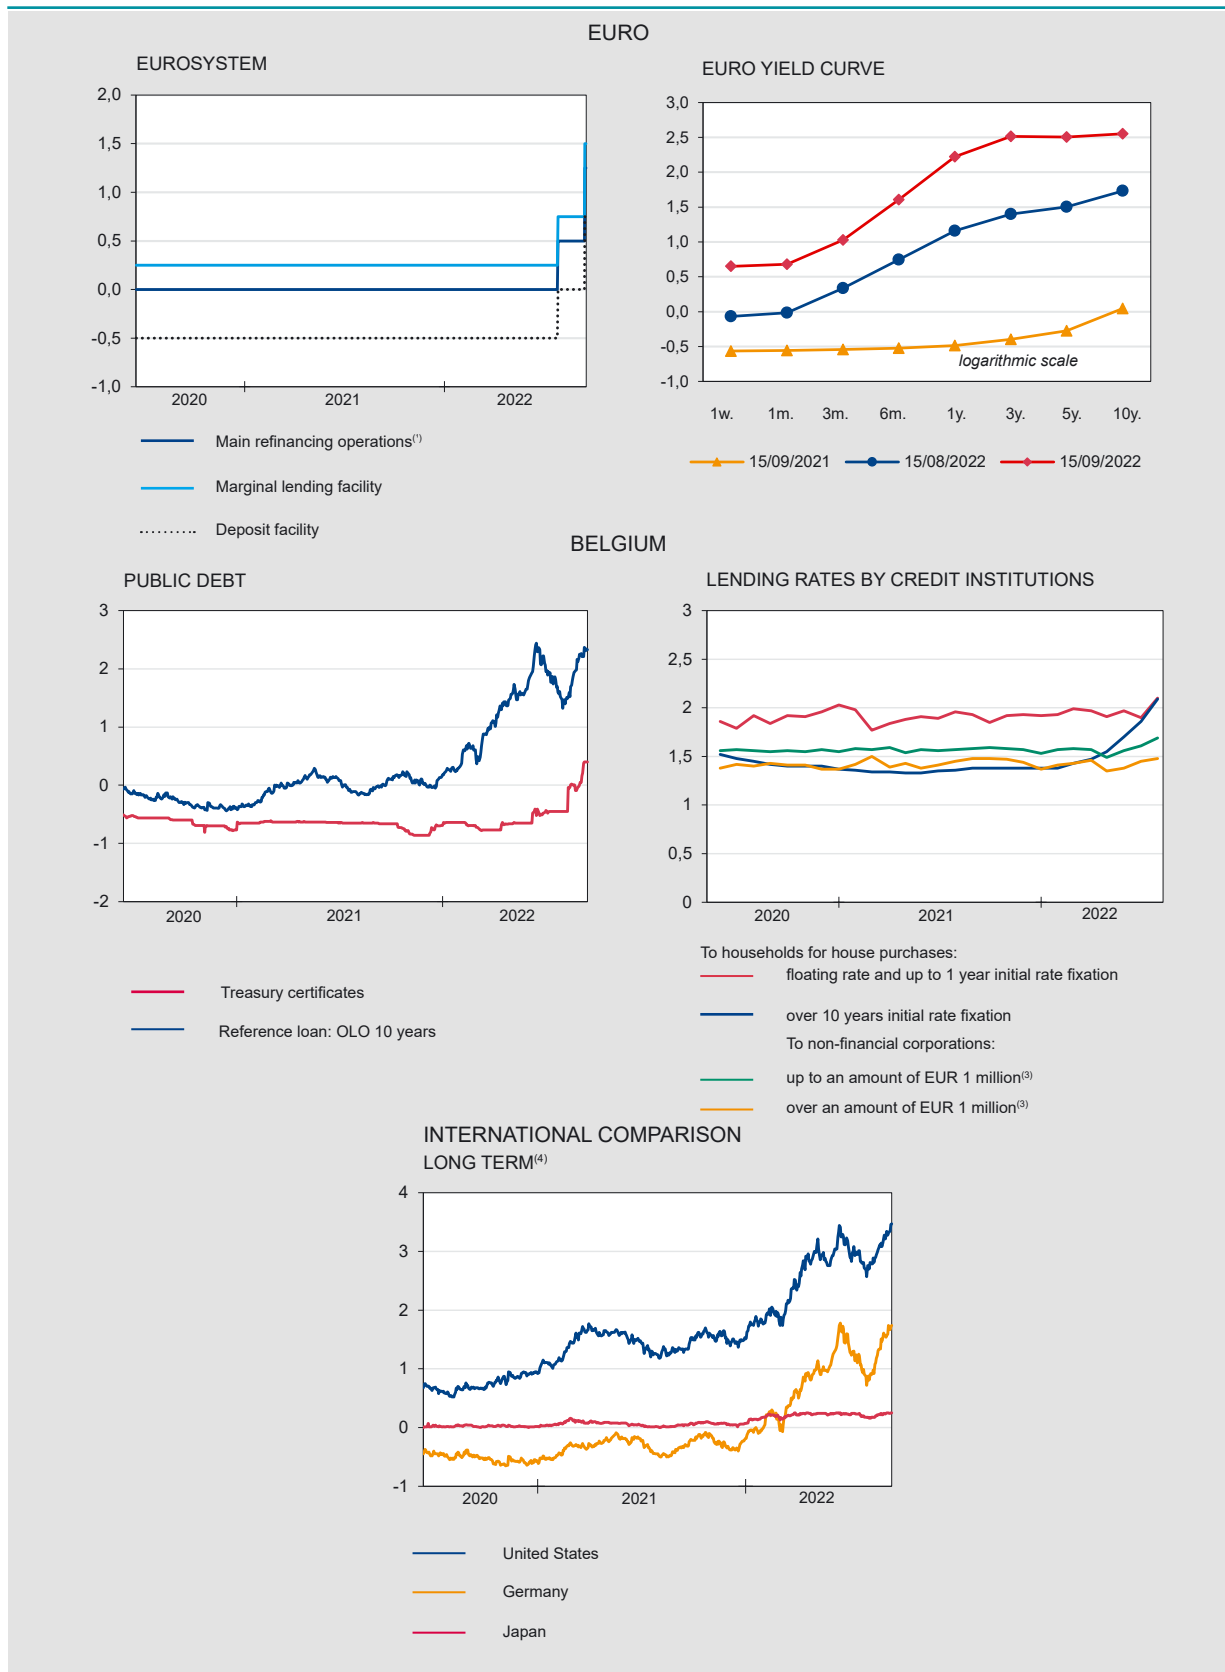 EURO
EUROSYSTEM
2,0
1,5
1,0
0,5
0,0
-0,5
-1,0
2020 2021 2022
Main refinancing operations(*)
Marginal lending facility
Deposit facility
EURO YIELD CURVE
3,0
2,5
2,0
1,5
1,0
0,5
0,0
-0,5
-1,0
logarithmic scale
1w. 1m. 3m. 6m. 1y. 3y. 5y. 10y.
15/09/2021 15/08/2022 15/09/2022
BELGIUM
PUBLIC DEBT
3
2
1
0
-1
-2
2020 2021 2022
Treasury certificates
Reference loan: OLO 10 years
LENDING RATES BY CREDIT INSTITUTIONS
3
2,5
2
1,5
1
0,5
0
2020 2021 2022
To households for house purchases:
floating rate and up to 1 year initial rate fixation
over 10 years initial rate fixation
To non-financial corporations:
up to an amount of EUR 1 million(3)
over an amount of EUR 1 million(3)
INTERNATIONAL COMPARISON
LONG TERM(4)
4
3
2
1
0
-1
2020 2021 2022
United States
Germany
Japan